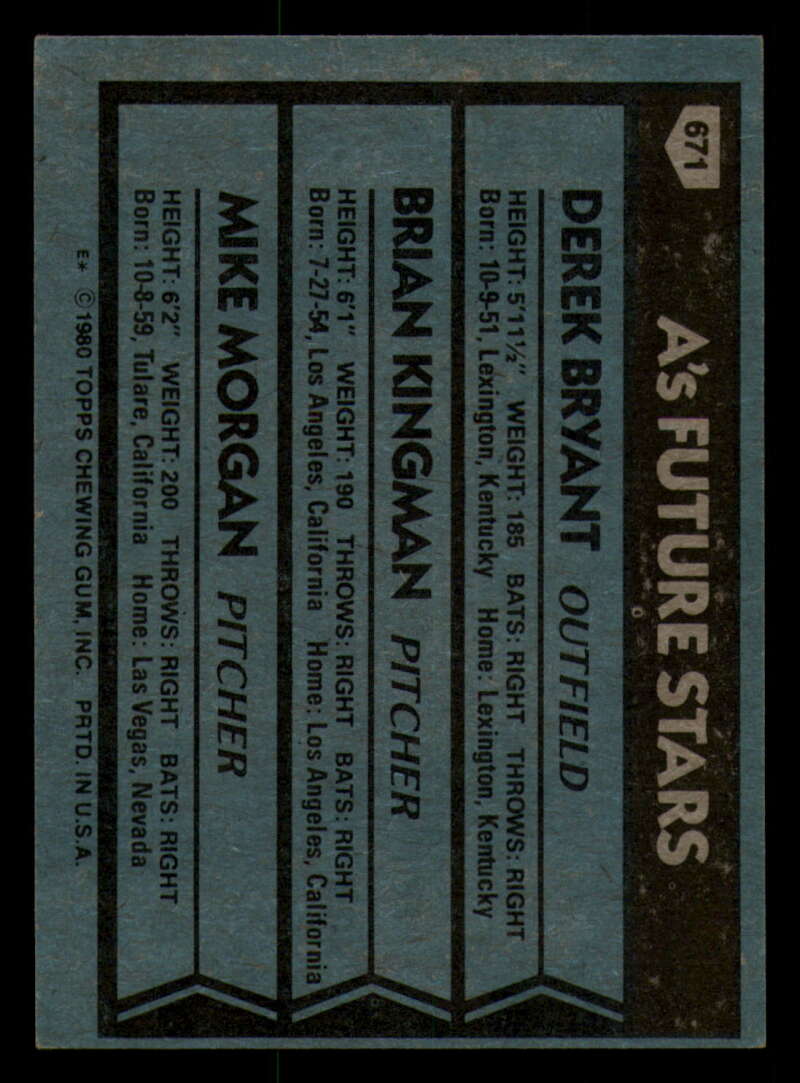 671
A's FUTURE STARS
DEREK BRYANT OUTFIELD
HEIGHT: 5'11½" WEIGHT: 185 BATS: RIGHT THROWS: RIGHT
Born: 10-9-51, Lexington, Kentucky Home: Lexington, Kentucky
BRIAN KINGMAN PITCHER
HEIGHT: 6'1" WEIGHT: 190 THROWS: RIGHT BATS: RIGHT
Born: 7-27-54, Los Angeles, California Home: Los Angeles, California
MIKE MORGAN PITCHER
HEIGHT: 6'2" WEIGHT: 200 THROWS: RIGHT BATS: RIGHT
Born: 10-8-59, Tulare, California Home: Las Vegas, Nevada
E* © 1980 TOPPS CHEWING GUM, INC. PRTD. IN U.S.A.